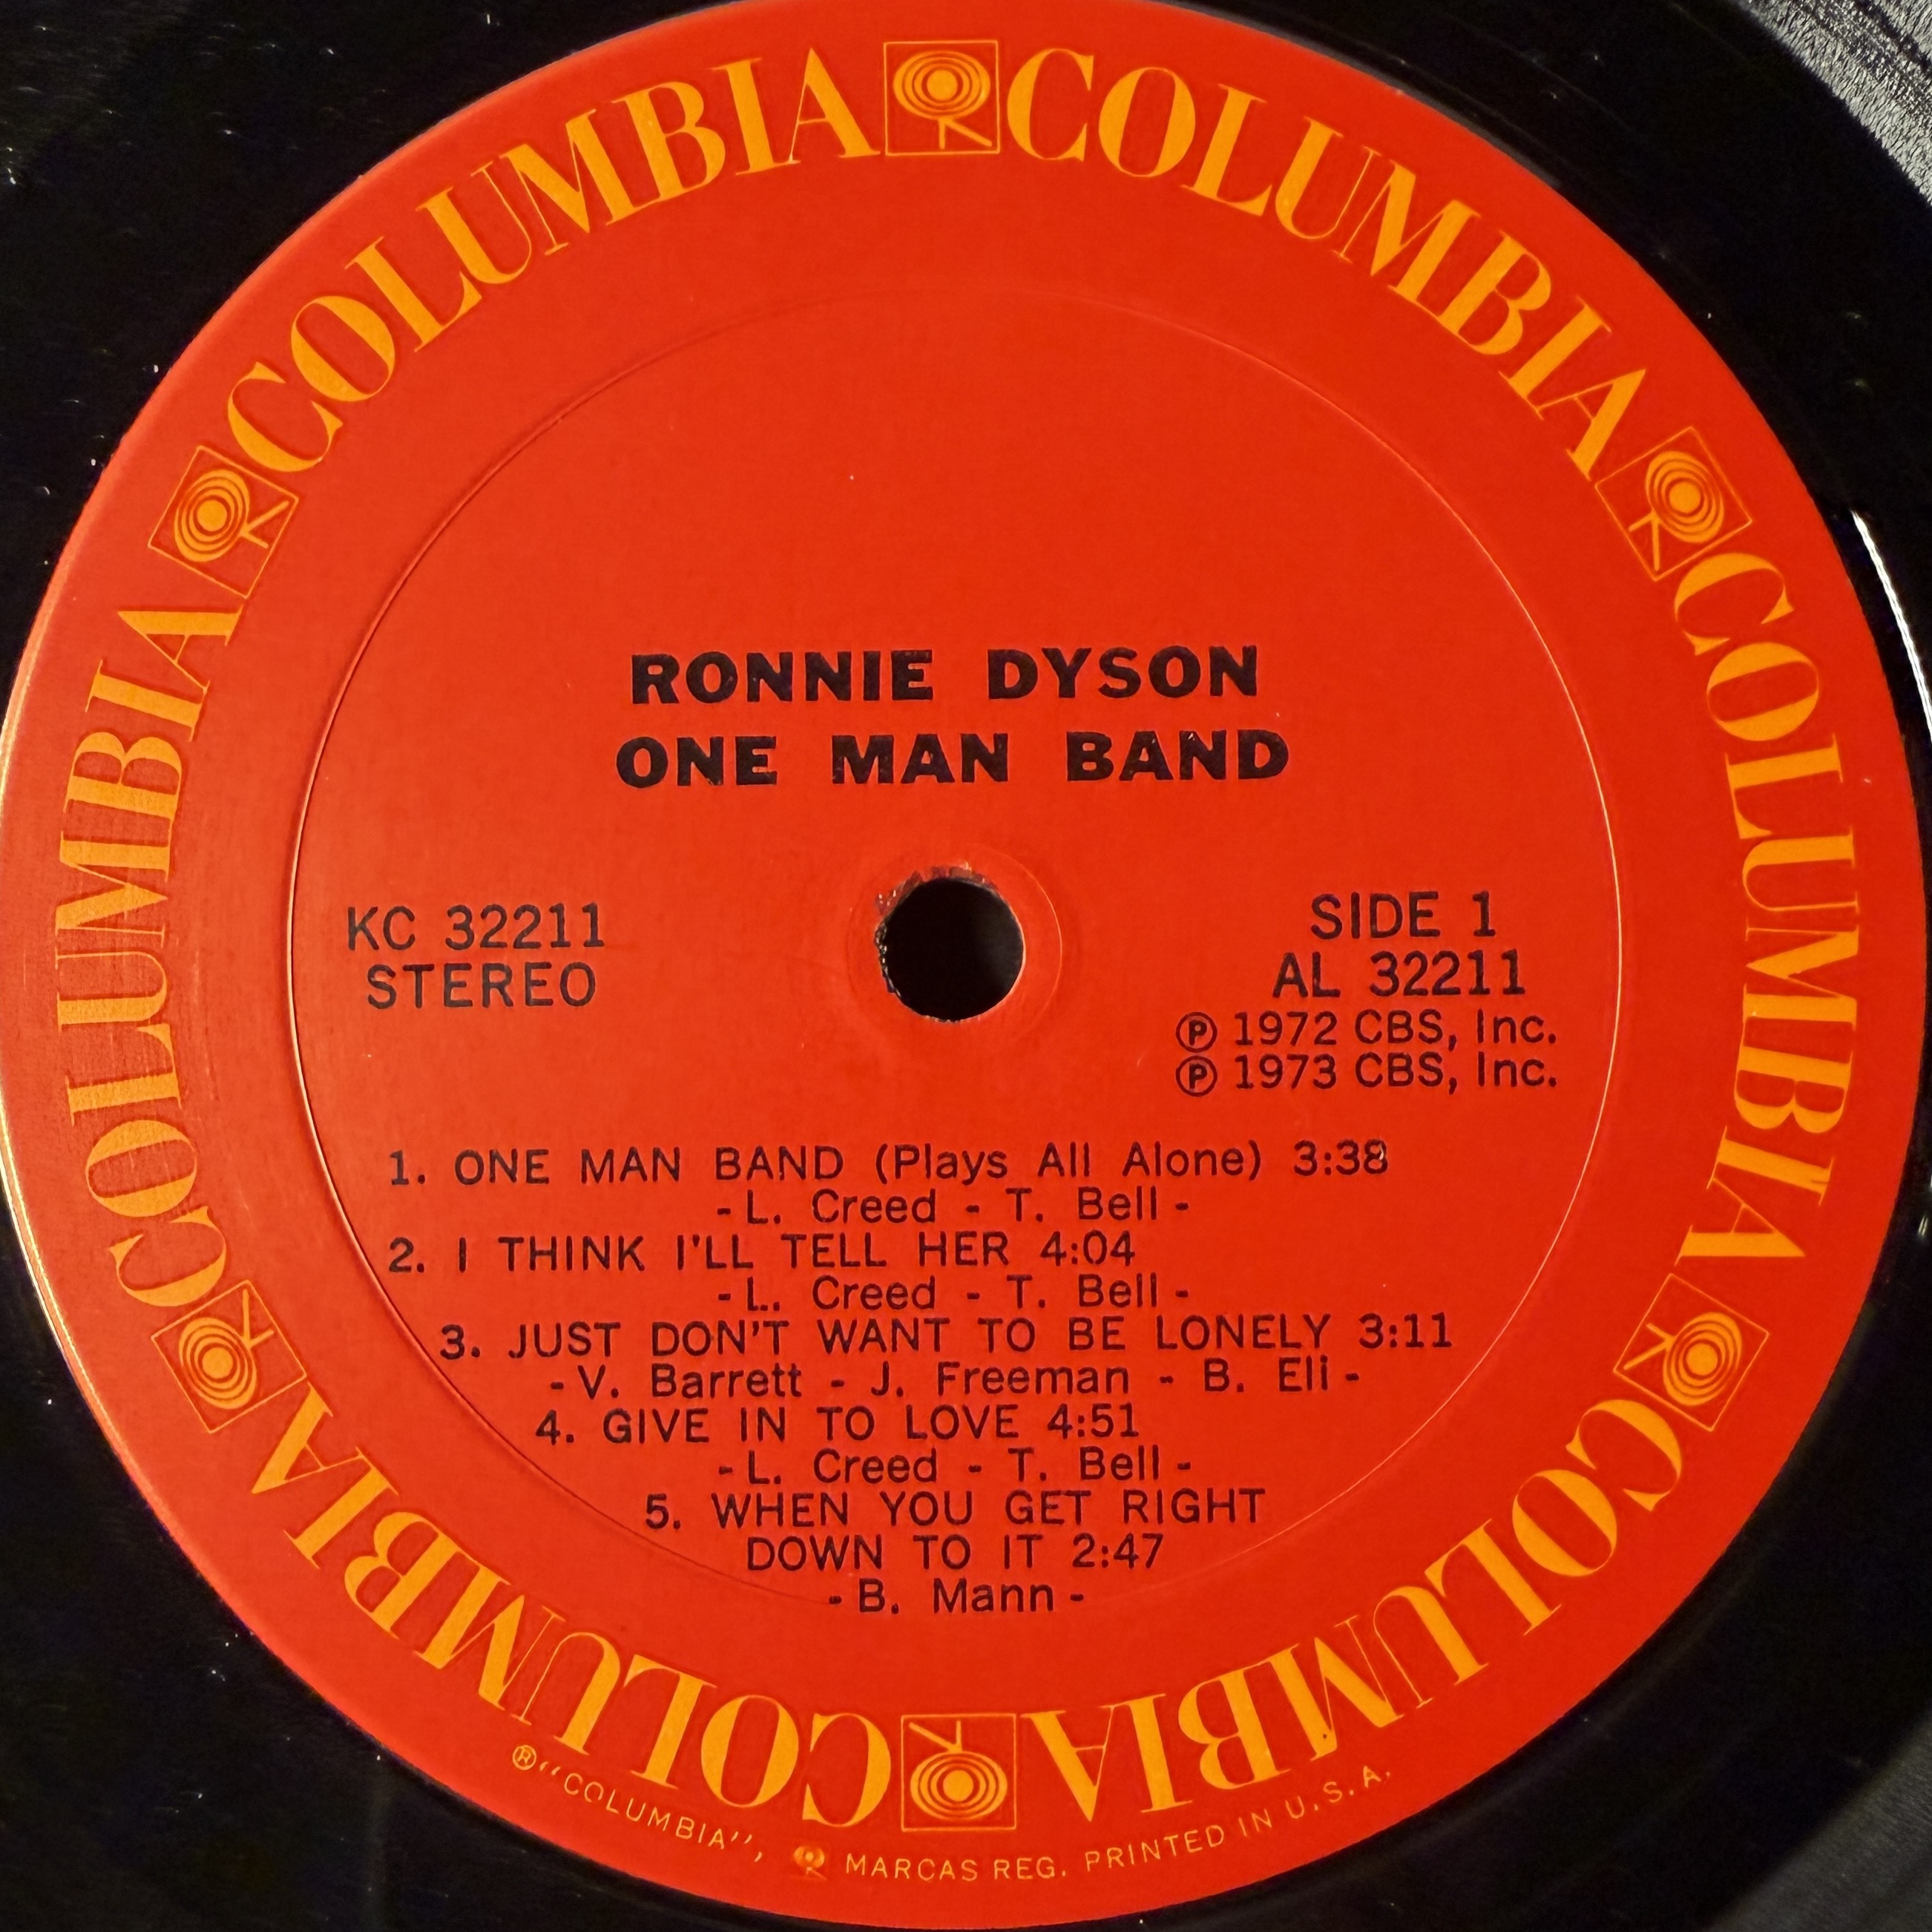 COLUMBIA COLUMBIA COLUMBIA COLUMBIA COLUMBIA COLUMBIA
RONNIE DYSON
ONE MAN BAND
KC 32211
STEREO
SIDE 1
AL 32211
Ⓟ 1972 CBS, Inc.
Ⓟ 1973 CBS, Inc.
1. ONE MAN BAND (Plays All Alone) 3:38
- L. Creed - T. Bell -
2. I THINK I'LL TELL HER 4:04
- L.. Creed - T. Bell -
3. JUST DON'T WANT TO BE LONELY 3:11
- V. Barrett - J. Freeman - B. Eli -
4. GIVE IN TO LOVE 4:51
- L. Creed - T. Bell -
5. WHEN YOU GET RIGHT
DOWN TO IT 2:47
- B. Mann -
®"COLUMBIA", MARCAS REG. PRINTED IN U.S.A.